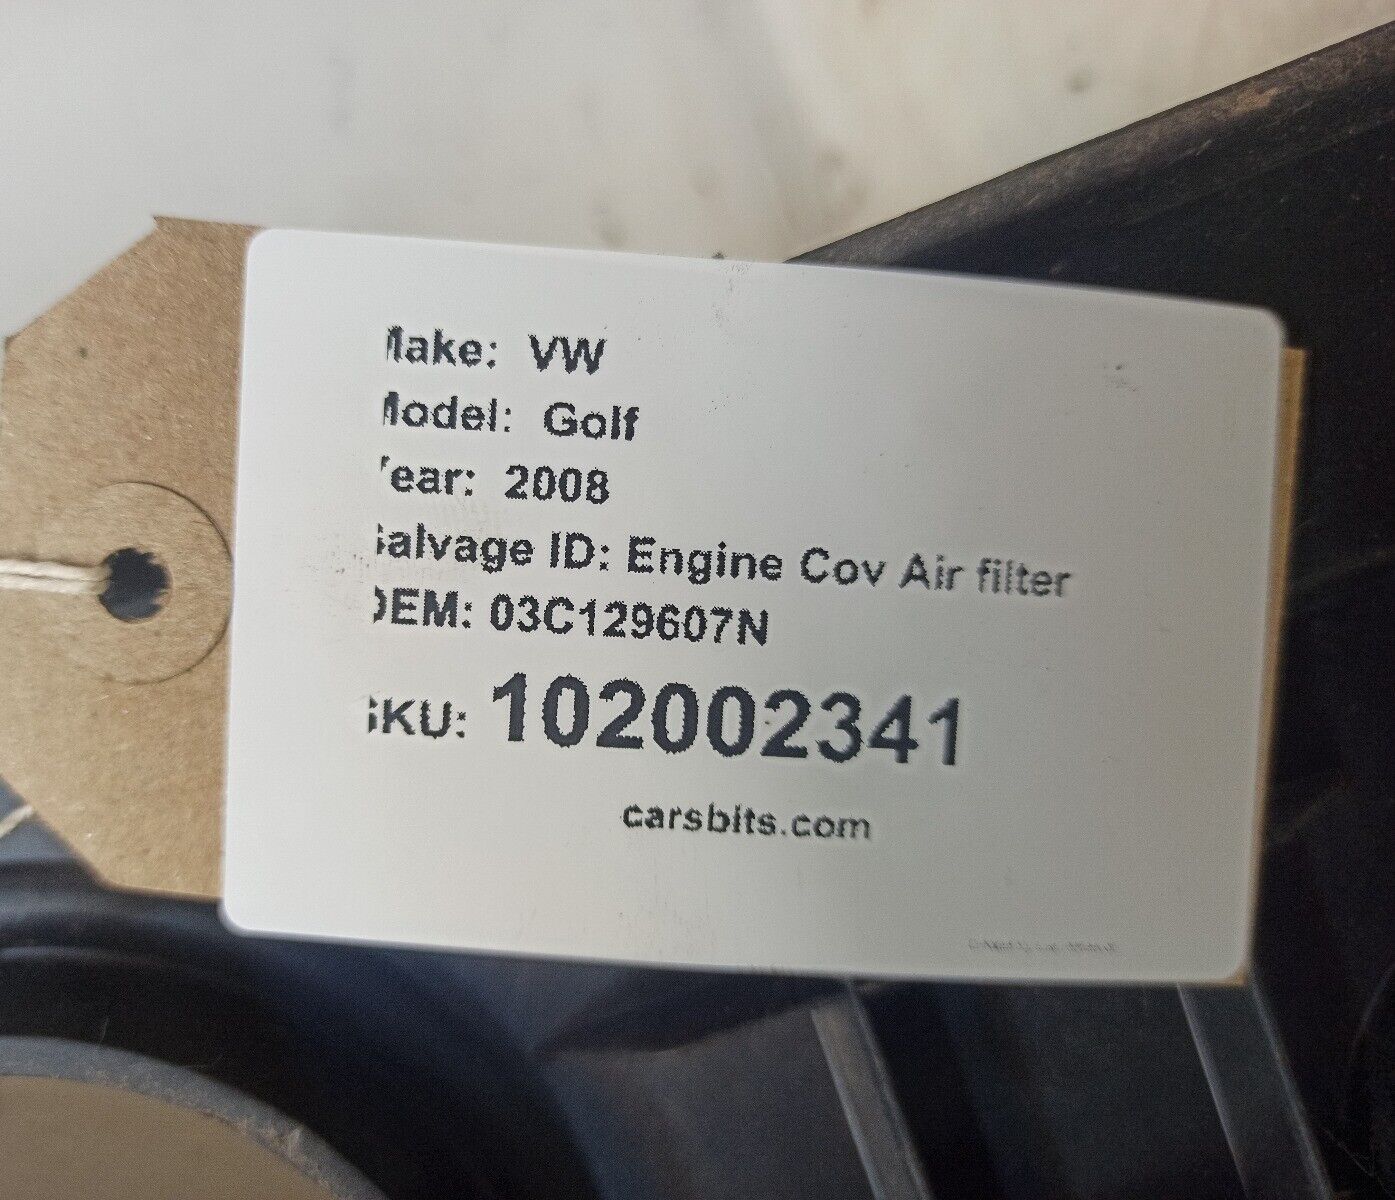 Make: VW
Model: Golf
Year: 2008
Salvage ID: Engine Cov Air filter
OEM: 03C129607N
SKU: 102002341
carsbits.com